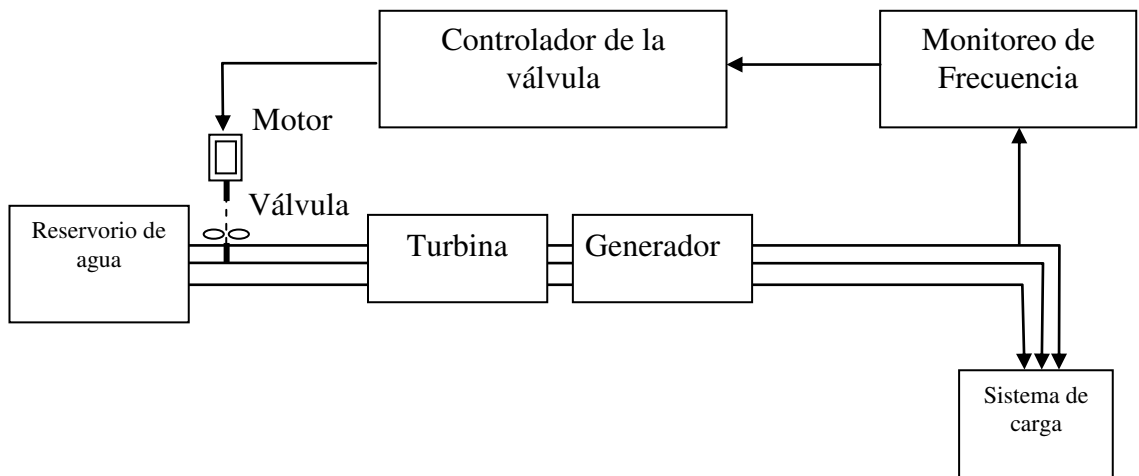 Controlador de la
válvula
Monitoreo de
Frecuencia
Motor
Válvula
Reservorio de
agua
Turbina
Generador
Sistema de
carga